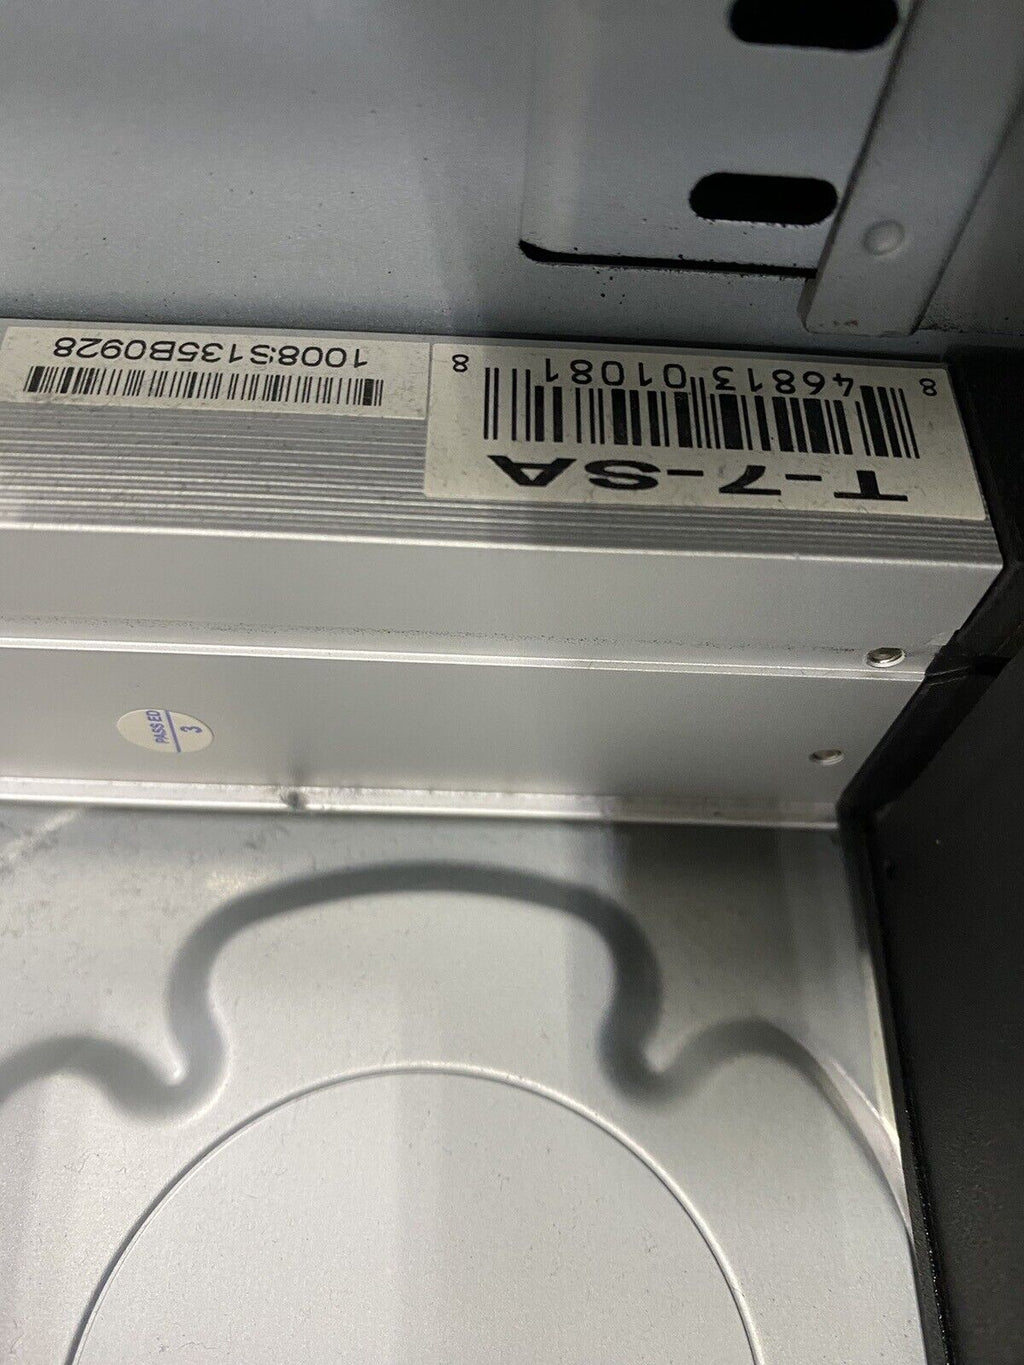 T-7-SA
8 46813 01081 8
1008S135B0928
PASSED
3